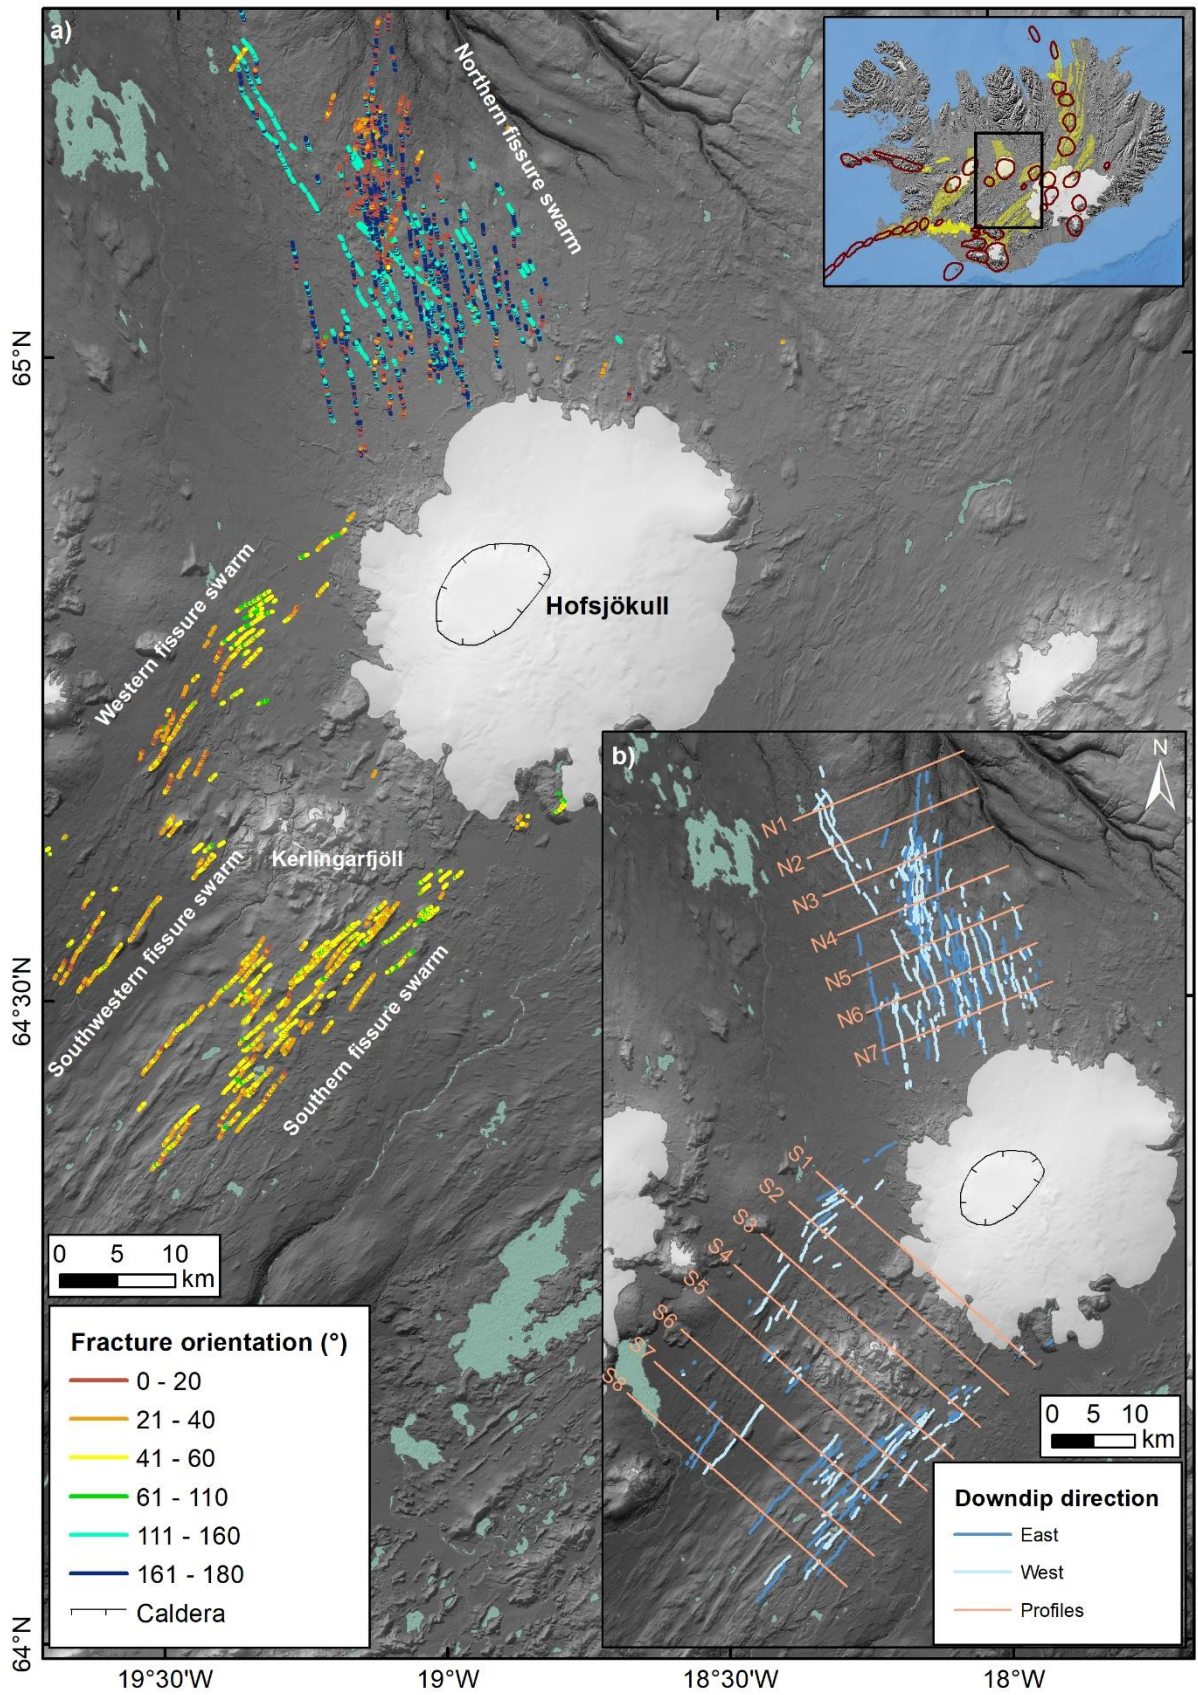 a)
Northern fissure swarm
65°N
Hofsjökull
Western fissure swarm
Kerlingarfjöll
Southwestern fissure swarm
Southern fissure swarm
64°30'N
0 5 10
km
Fracture orientation (°)
0 - 20
21 - 40
41 - 60
61 - 110
111 - 160
161 - 180
Caldera
64°N
19°30'W
19°W
18°30'W
18°W
b)
N
N1
N2
N3
N4
N5
N6
N7
S1
S2
S3
S4
S5
S6
S7
S8
0 5 10
km
Downdip direction
East
West
Profiles